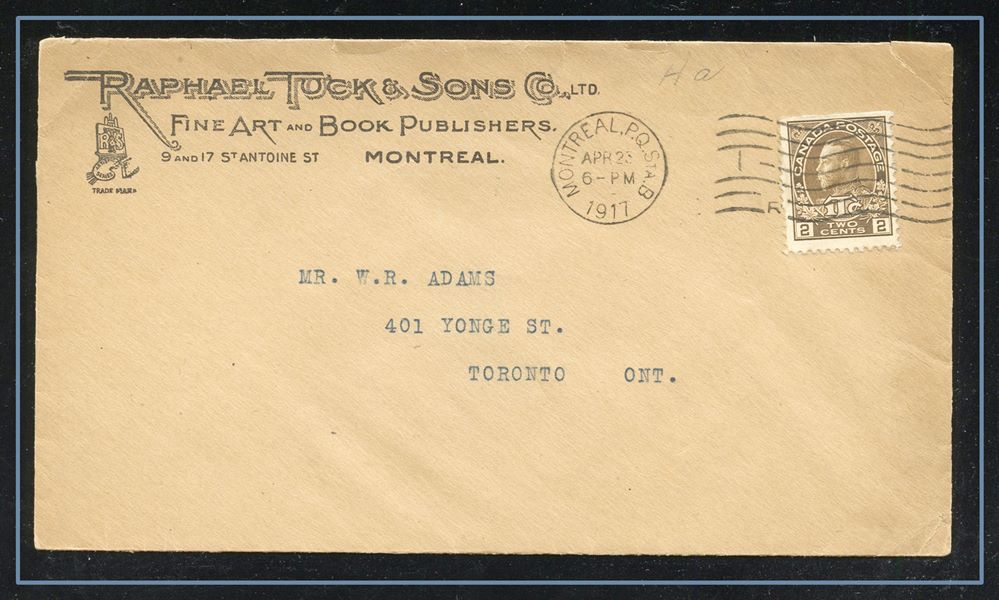 RAPHAEL TUCK & SONS CO. LTD.
FINE ART AND BOOK PUBLISHERS.
9 AND 17 ST ANTOINE ST MONTREAL.
TRADE MARK
MONTREAL, P.Q. STA. B
APR 23
6-PM
1917
CANADA POSTAGE
1Tc
2 TWO CENTS 2
MR. W.R. ADAMS
401 YONGE ST.
TORONTO ONT.